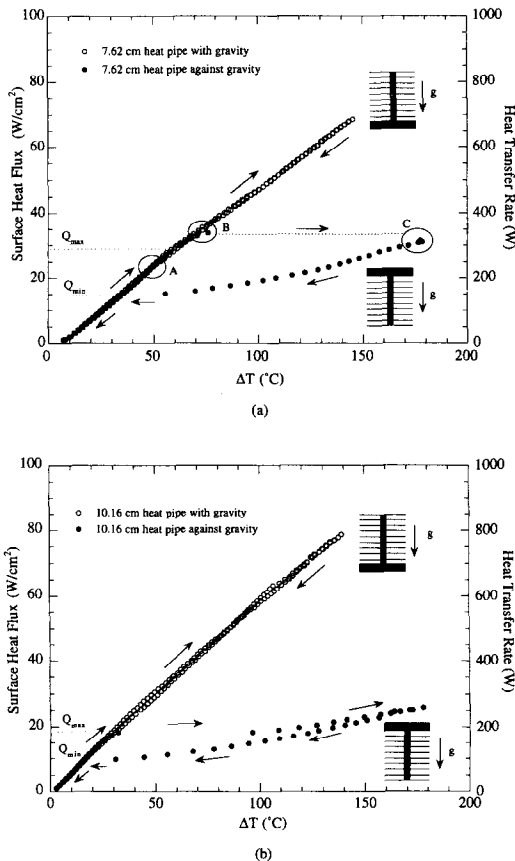 (a)
100
80
60
40
20
0
1000
800
600
400
200
0
0
50
100
150
200
Surface Heat Flux (W/cm²)
Heat Transfer Rate (W)
ΔT (°C)
7.62 cm heat pipe with gravity
7.62 cm heat pipe against gravity
g
B
C
A
Qmax
Qmin
g
(a)
100
80
60
40
20
0
1000
800
600
400
200
0
0
50
100
150
200
Surface Heat Flux (W/cm²)
Heat Transfer Rate (W)
ΔT (°C)
10.16 cm heat pipe with gravity
10.16 cm heat pipe against gravity
g
Qmax
Qmin
g
(b)